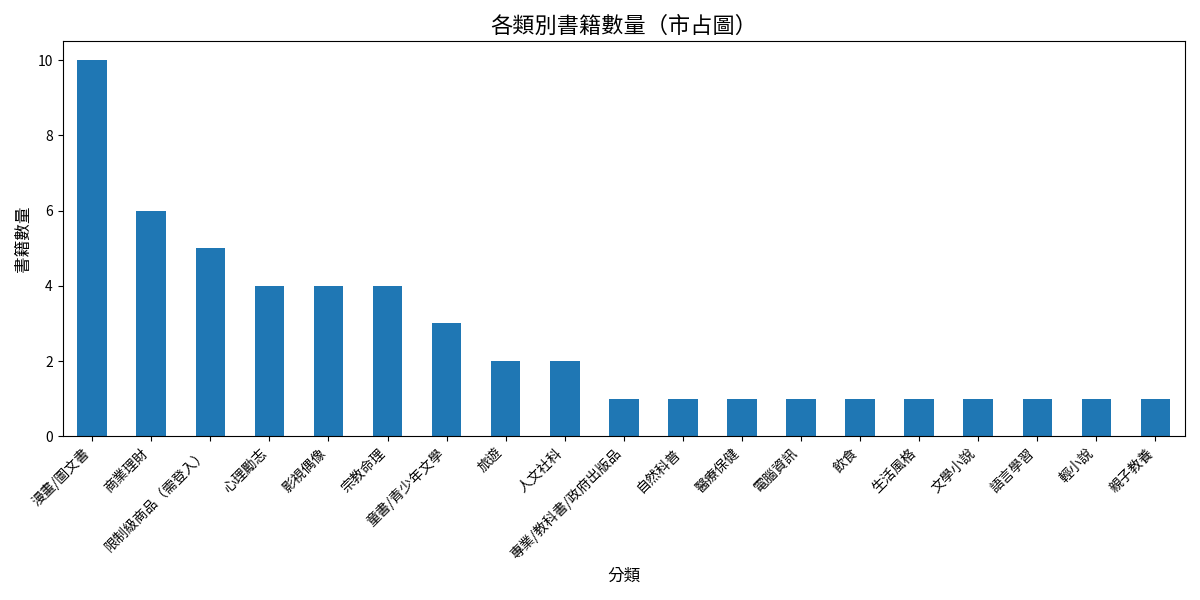 各類別書籍數量（市占圖）
書籍數量
10
8
6
4
2
0
漫畫/圖文書
商業理財
限制級商品（需登入）
心理勵志
影視偶像
宗教命理
童書/青少年文學
旅遊
人文社科
專業/教科書/政府出版品
自然科普
醫療保健
電腦資訊
飲食
生活風格
文學小說
語言學習
輕小說
親子教養
分類